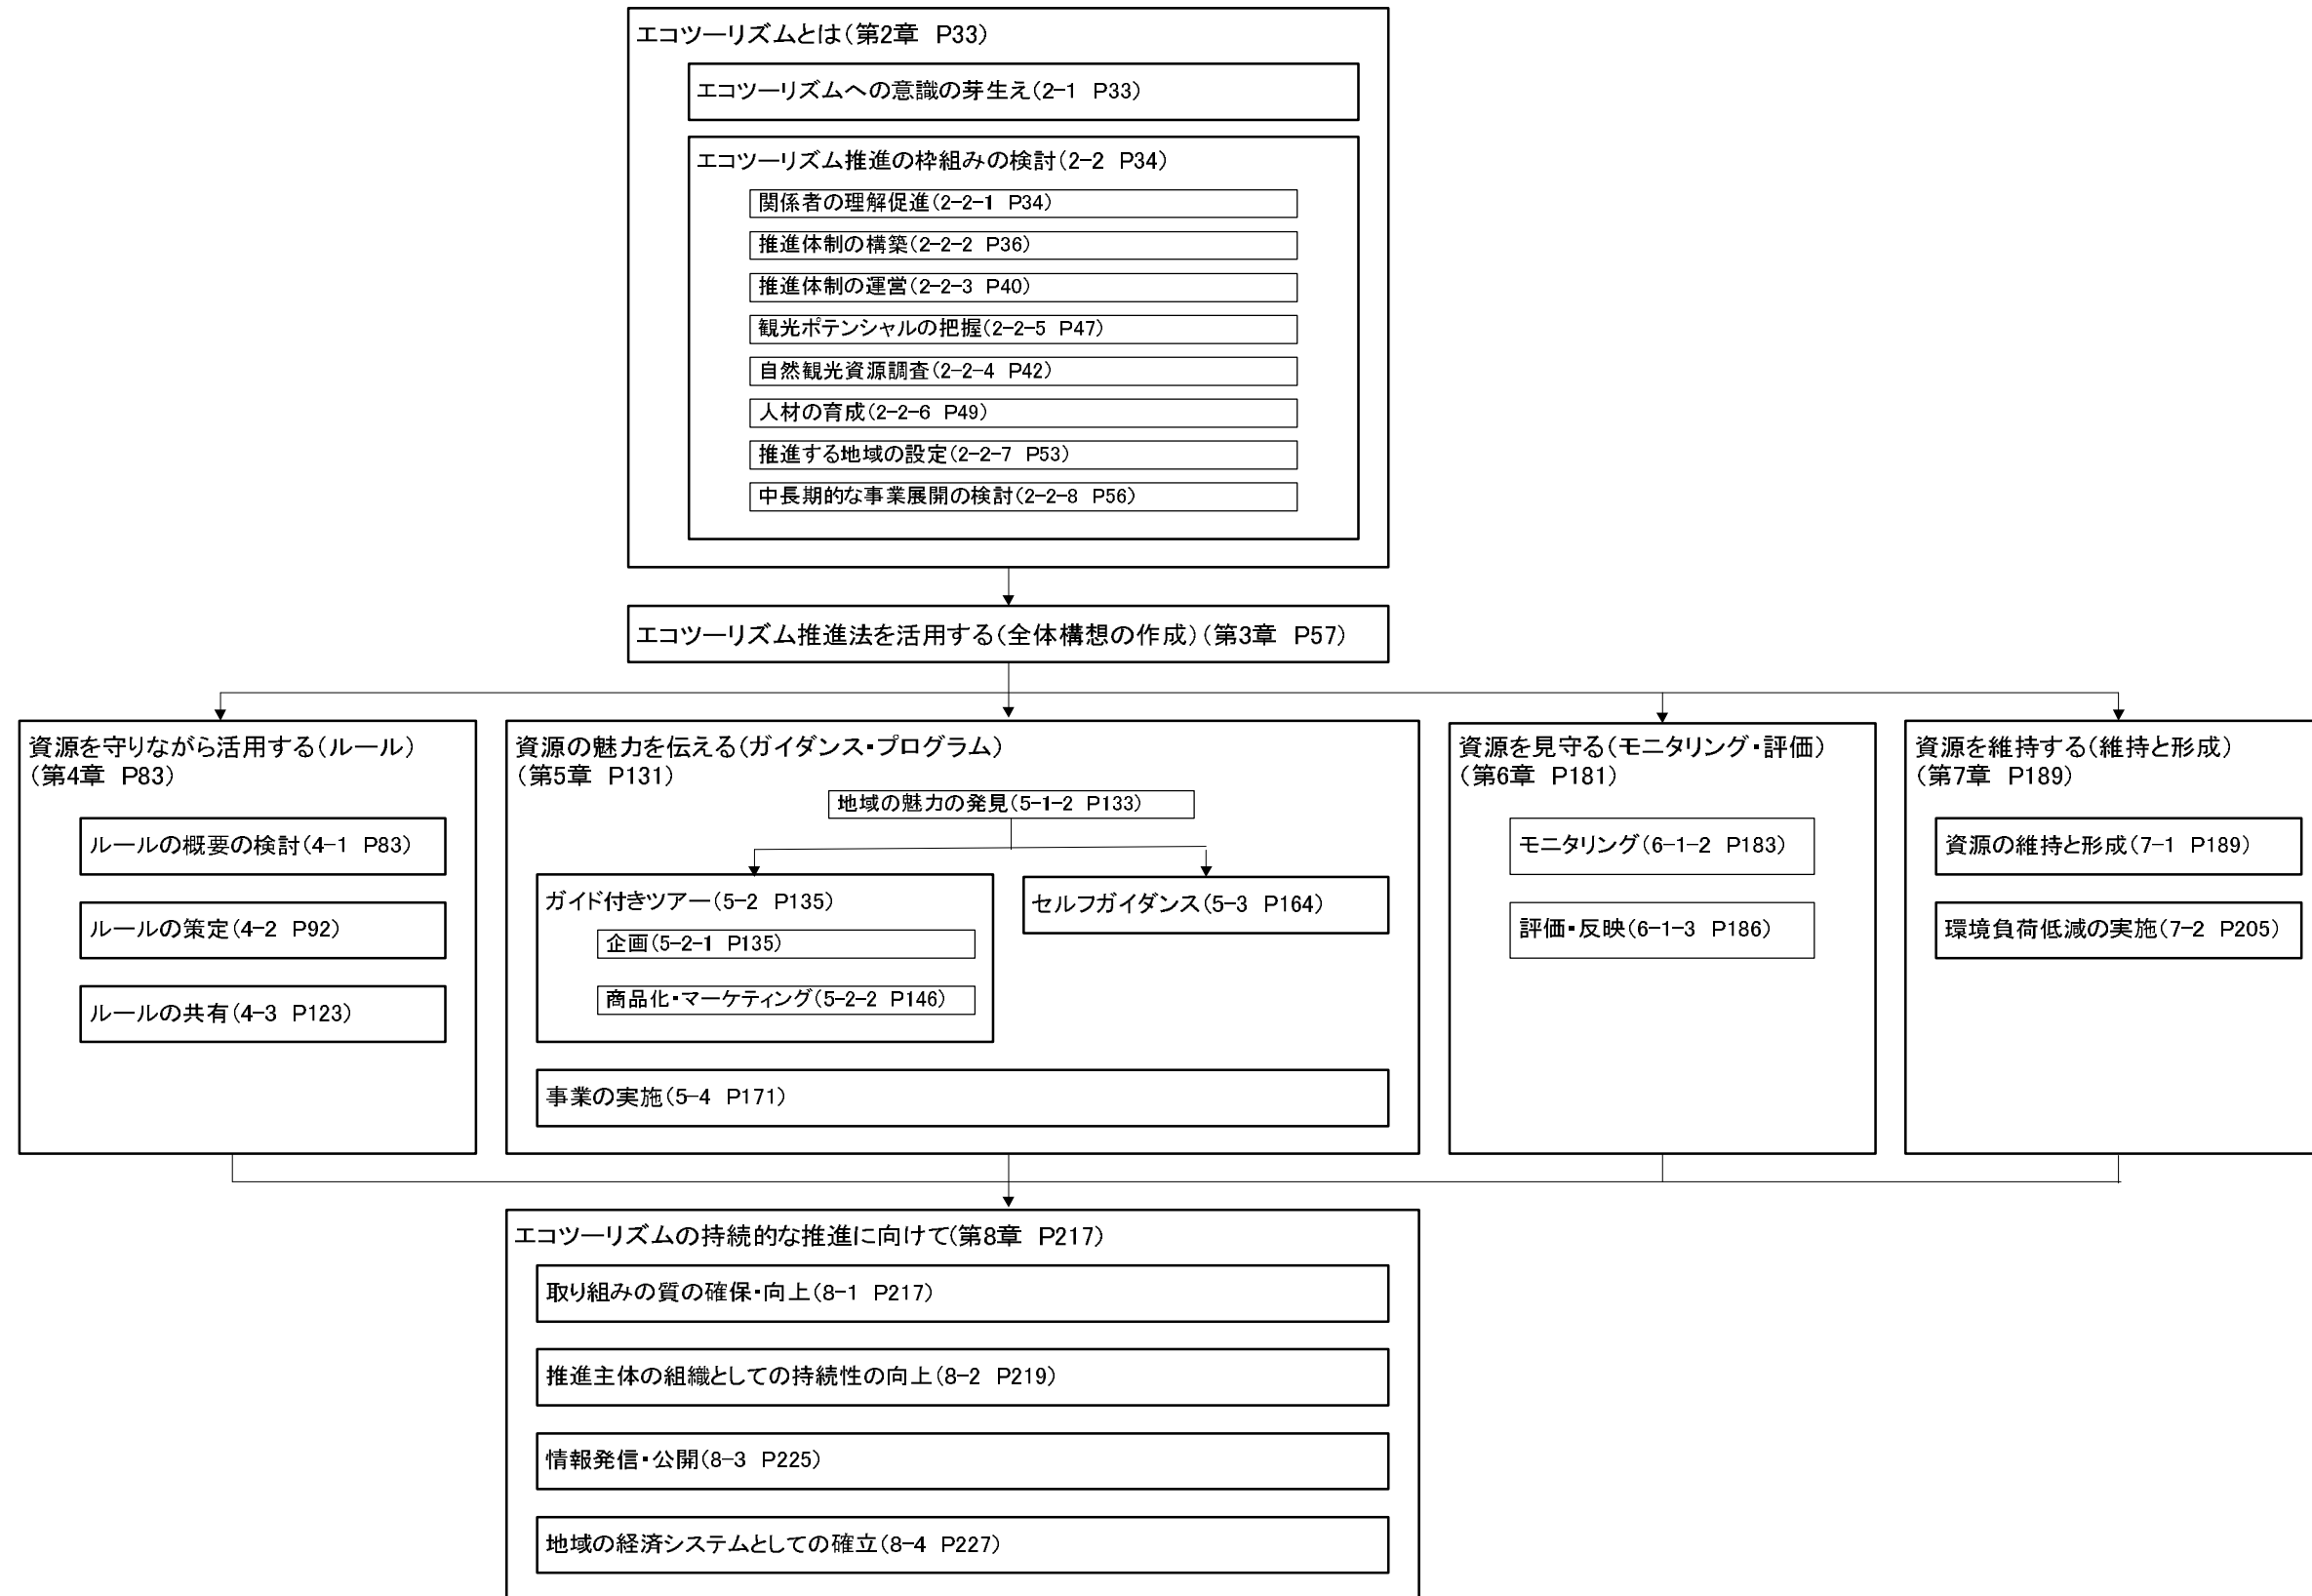 エコツーリズムとは(第2章 P33)
エコツーリズムへの意識の芽生え(2-1 P33)
エコツーリズム推進の枠組みの検討(2-2 P34)
関係者の理解促進(2-2-1 P34)
推進体制の構築(2-2-2 P36)
推進体制の運営(2-2-3 P40)
観光ポテンシャルの把握(2-2-5 P47)
自然観光資源調査(2-2-4 P42)
人材の育成(2-2-6 P49)
推進する地域の設定(2-2-7 P53)
中長期的な事業展開の検討(2-2-8 P56)
エコツーリズム推進法を活用する(全体構想の作成)(第3章 P57)
資源を守りながら活用する(ルール)
(第4章 P83)
ルールの概要の検討(4-1 P83)
ルールの策定(4-2 P92)
ルールの共有(4-3 P123)
資源の魅力を伝える(ガイダンス・プログラム)
(第5章 P131)
地域の魅力の発見(5-1-2 P133)
ガイド付きツアー(5-2 P135)
企画(5-2-1 P135)
商品化・マーケティング(5-2-2 P146)
セルフガイダンス(5-3 P164)
事業の実施(5-4 P171)
資源を見守る(モニタリング・評価)
(第6章 P181)
モニタリング(6-1-2 P183)
評価・反映(6-1-3 P186)
資源を維持する(維持と形成)
(第7章 P189)
資源の維持と形成(7-1 P189)
環境負荷低減の実施(7-2 P205)
エコツーリズムの持続的な推進に向けて(第8章 P217)
取り組みの質の確保・向上(8-1 P217)
推進主体の組織としての持続性の向上(8-2 P219)
情報発信・公開(8-3 P225)
地域の経済システムとしての確立(8-4 P227)